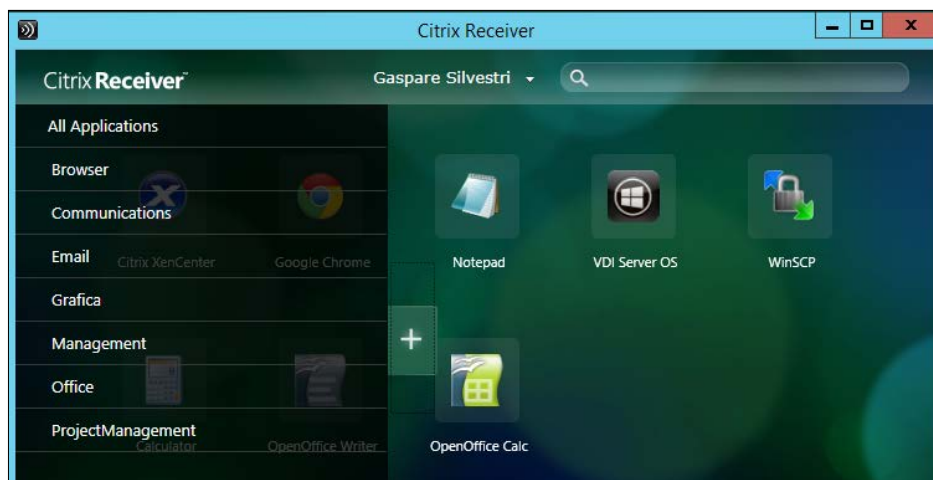 Citrix Receiver
Citrix Receiver™
Gaspare Silvestri
All Applications
Browser
Communications
Email
Grafica
Management
Office
ProjectManagement
Citrix XenCenter
Google Chrome
Notepad
VDI Server OS
WinSCP
Calculator
OpenOffice Writer
OpenOffice Calc